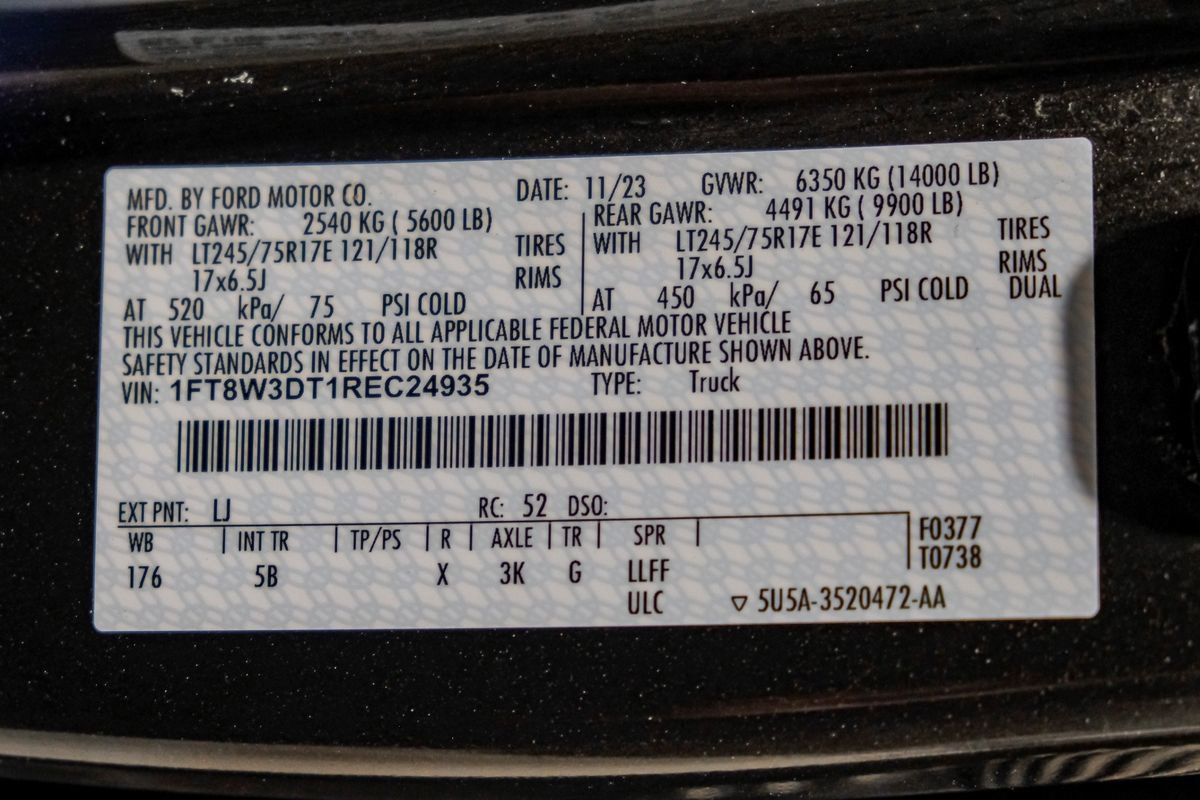 MFD. BY FORD MOTOR CO. DATE: 11/23 GVWR: 6350 KG (14000 LB)
FRONT GAWR: 2540 KG ( 5600 LB) REAR GAWR: 4491 KG ( 9900 LB)
WITH LT245/75R17E 121/118R TIRES WITH LT245/75R17E 121/118R TIRES
17x6.5J RIMS 17x6.5J RIMS
AT 520 kPa/ 75 PSI COLD AT 450 kPa/ 65 PSI COLD DUAL
THIS VEHICLE CONFORMS TO ALL APPLICABLE FEDERAL MOTOR VEHICLE
SAFETY STANDARDS IN EFFECT ON THE DATE OF MANUFACTURE SHOWN ABOVE.
VIN: 1FT8W3DT1REC24935 TYPE: Truck
EXT PNT: LJ RC: 52 DSO:
WB INT TR TP/PS R AXLE TR SPR F0377
T0738
176 5B X 3K G LLFF
ULC ▽ 5U5A-3520472-AA